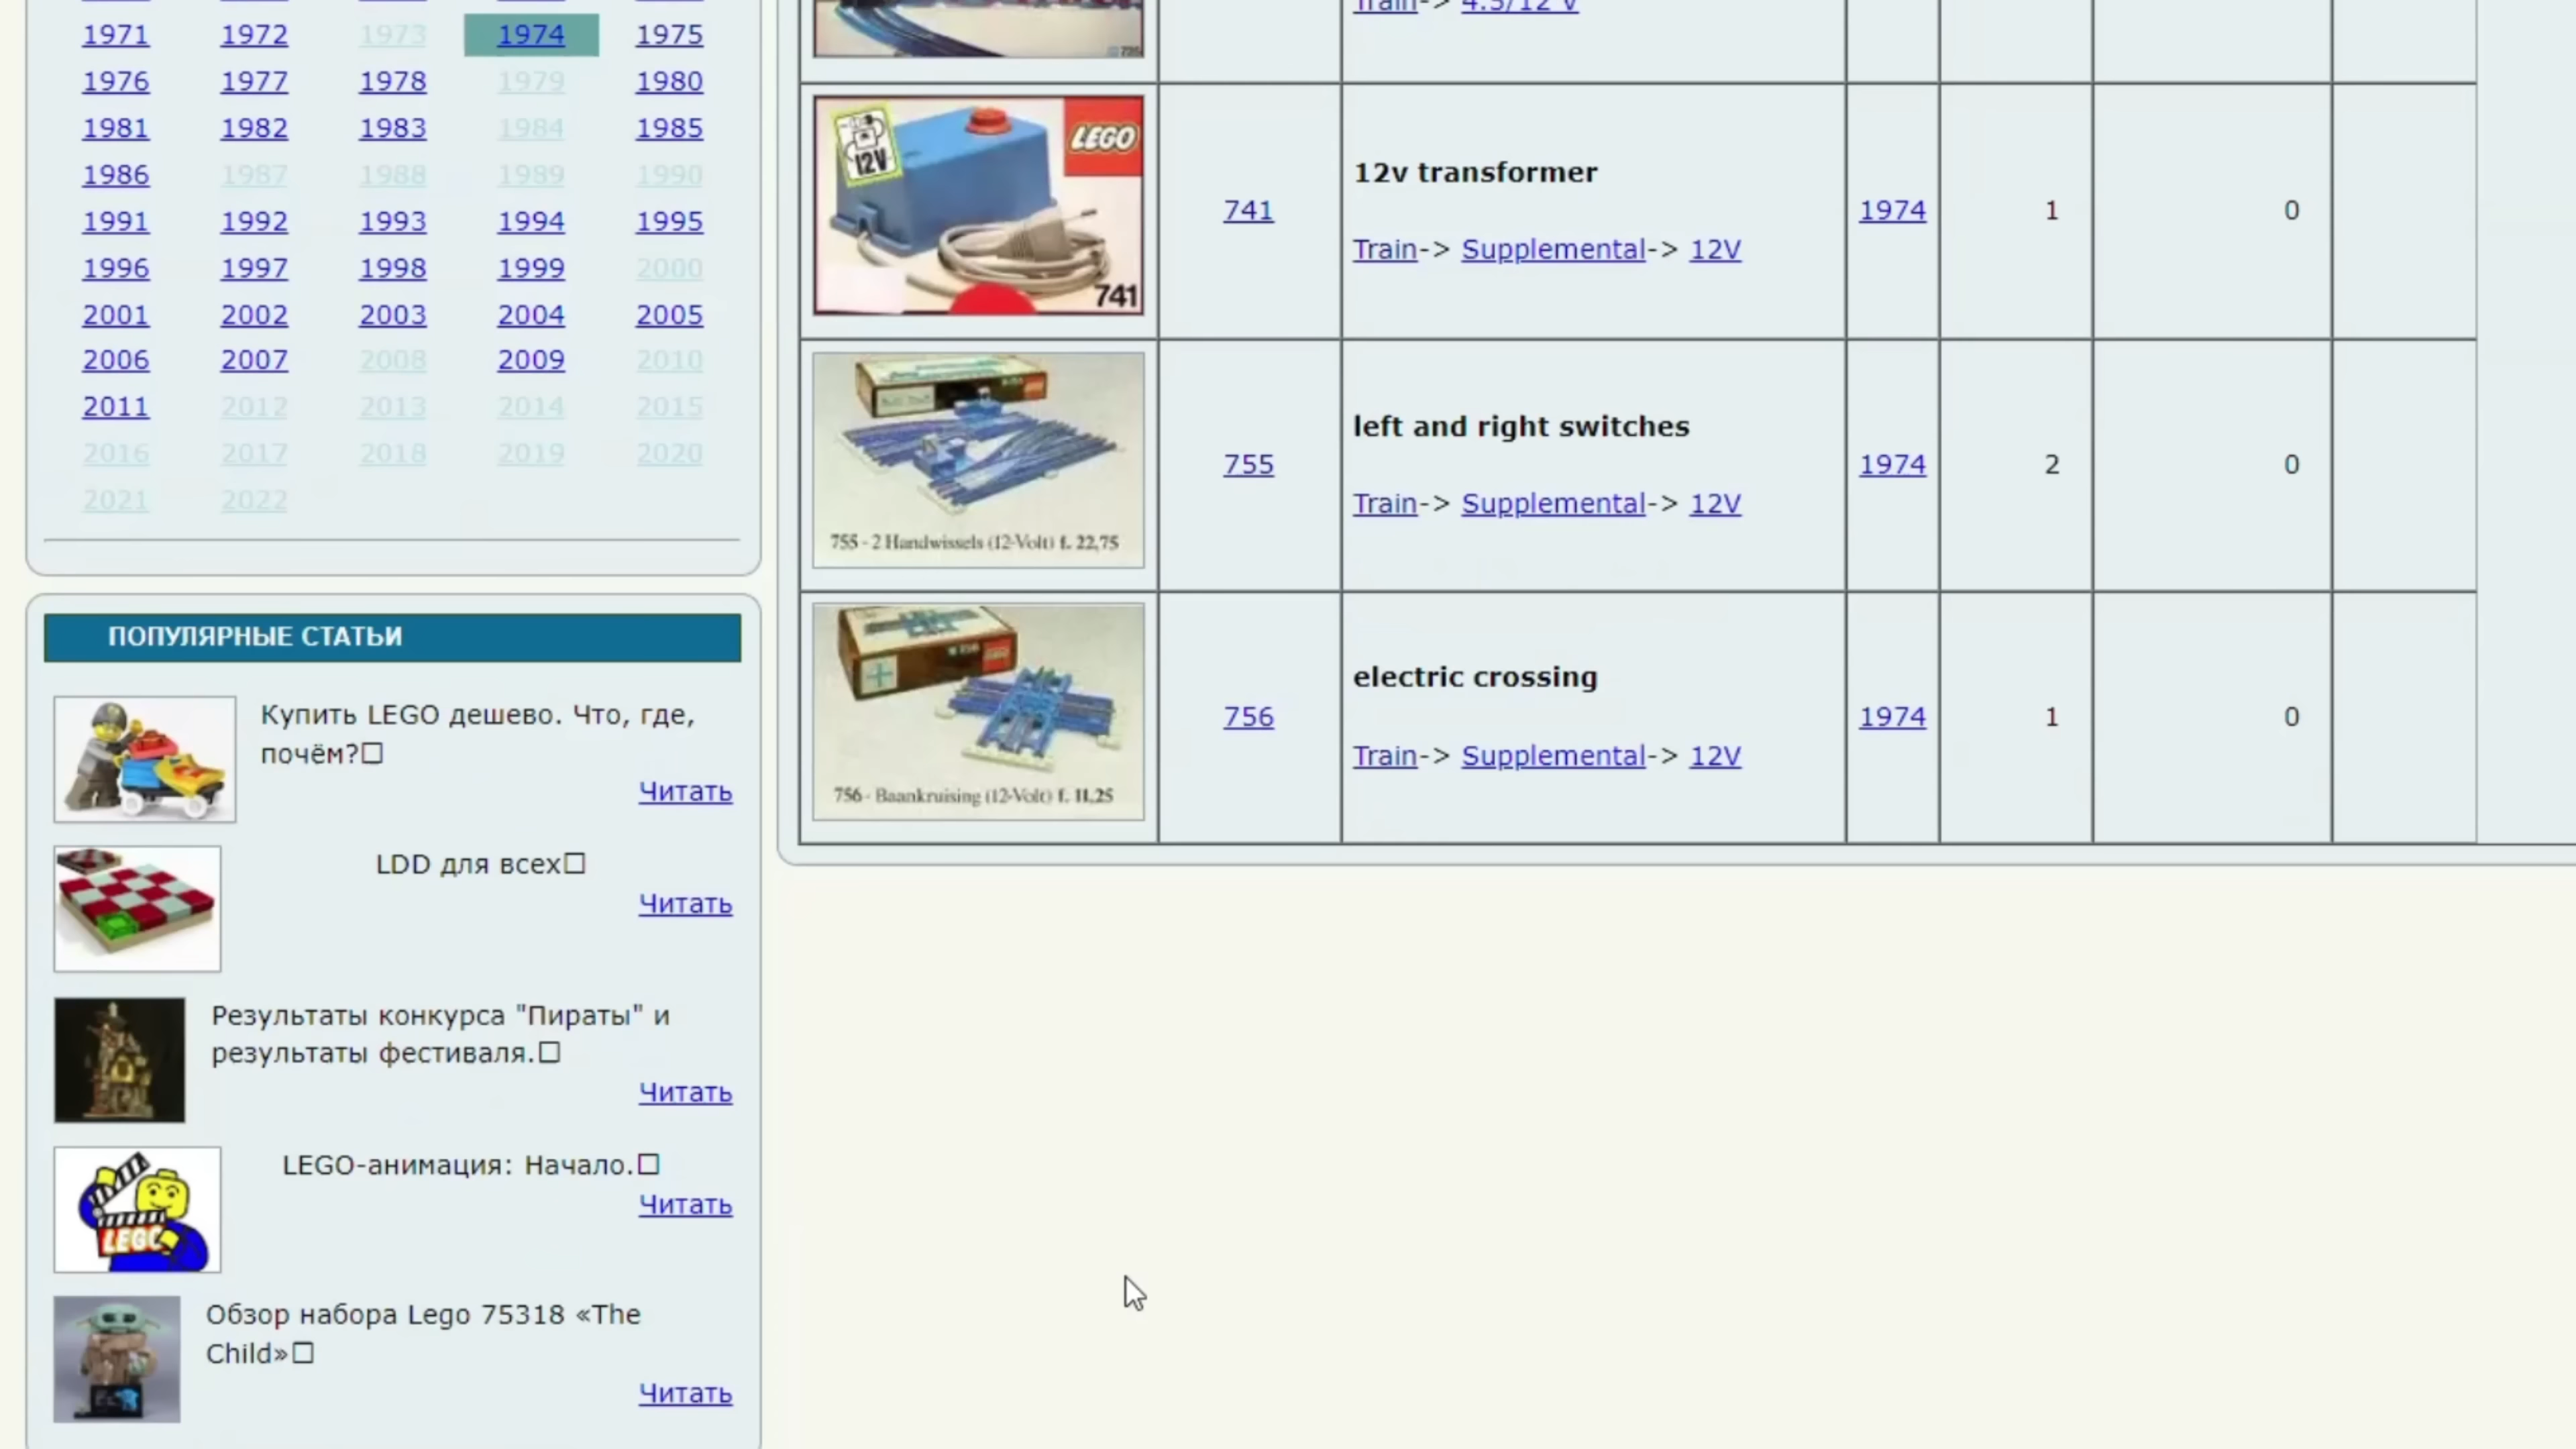 1971 1972 1973 1974 1975
1976 1977 1978 1979 1980
1981 1982 1983 1984 1985
1986 1987 1988 1989 1990
1991 1992 1993 1994 1995
1996 1997 1998 1999 2000
2001 2002 2003 2004 2005
2006 2007 2008 2009 2010
2011 2012 2013 2014 2015
2016 2017 2018 2019 2020
2021 2022
ПОПУЛЯРНЫЕ СТАТЬИ
Купить LEGO дешево. Что, где,
почём?
Читать
LDD для всех
Читать
Результаты конкурса "Пираты" и
результаты фестиваля.
Читать
LEGO-анимация: Начало.
LEGO
Читать
Обзор набора Lego 75318 «The
Child»
Читать
Train-> 4.5/12 V
12V
LEGO
741
741
12v transformer
Train-> Supplemental-> 12V
1974 1 0
755 - 2 Handwissels (12-Volt) f. 22,75
755
left and right switches
Train-> Supplemental-> 12V
1974 2 0
756 - Baankruising (12-Volt) f. 11,25
756
electric crossing
Train-> Supplemental-> 12V
1974 1 0